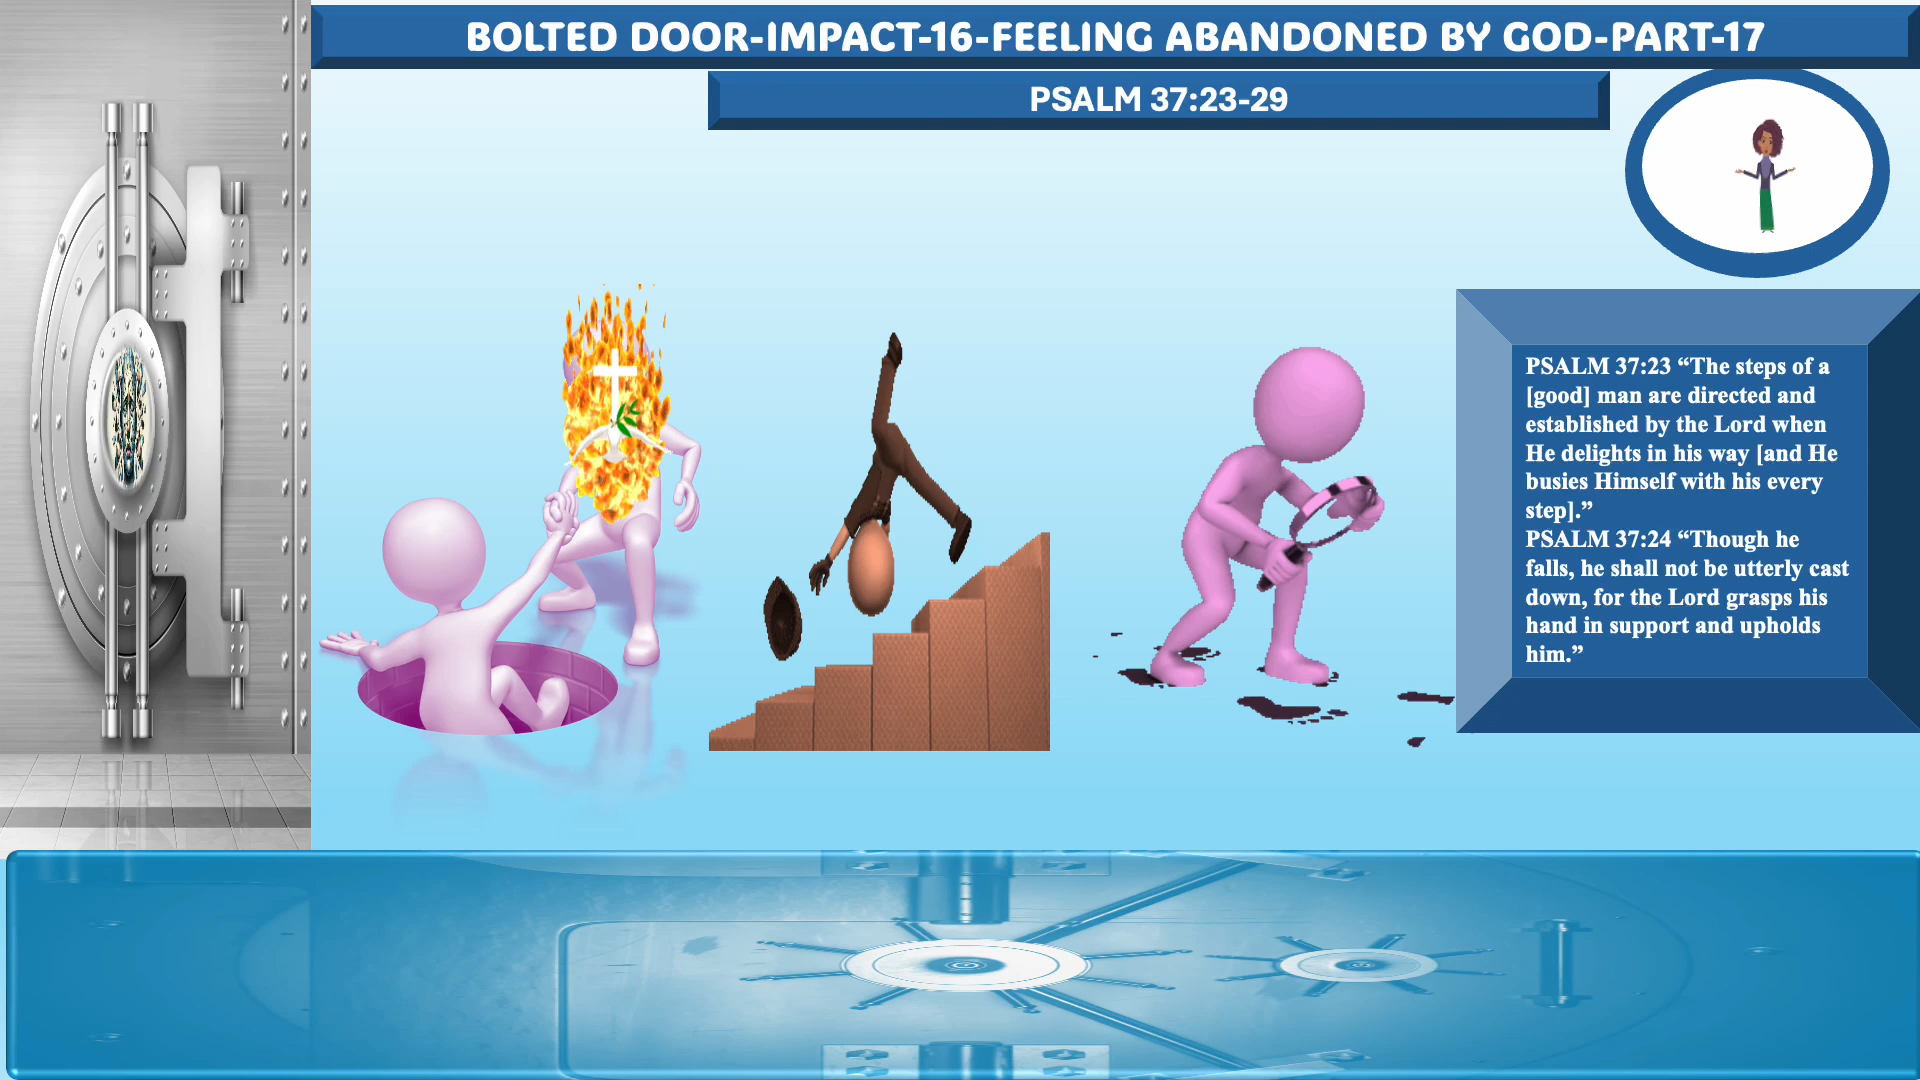 BOLTED DOOR-IMPACT-16-FEELING ABANDONED BY GOD-PART-17
PSALM 37:23-29
PSALM 37:23 “The steps of a
[good] man are directed and
established by the Lord when
He delights in his way [and He
busies Himself with his every
step].”
PSALM 37:24 “Though he
falls, he shall not be utterly cast
down, for the Lord grasps his
hand in support and upholds
him.”